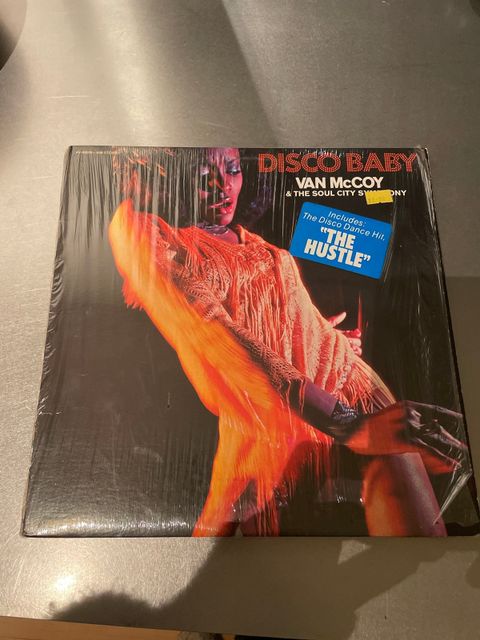 DISCO BABY
VAN McCOY
& THE SOUL CITY SYMPHONY
Includes:
The Disco Dance Hit,
"THE
HUSTLE"